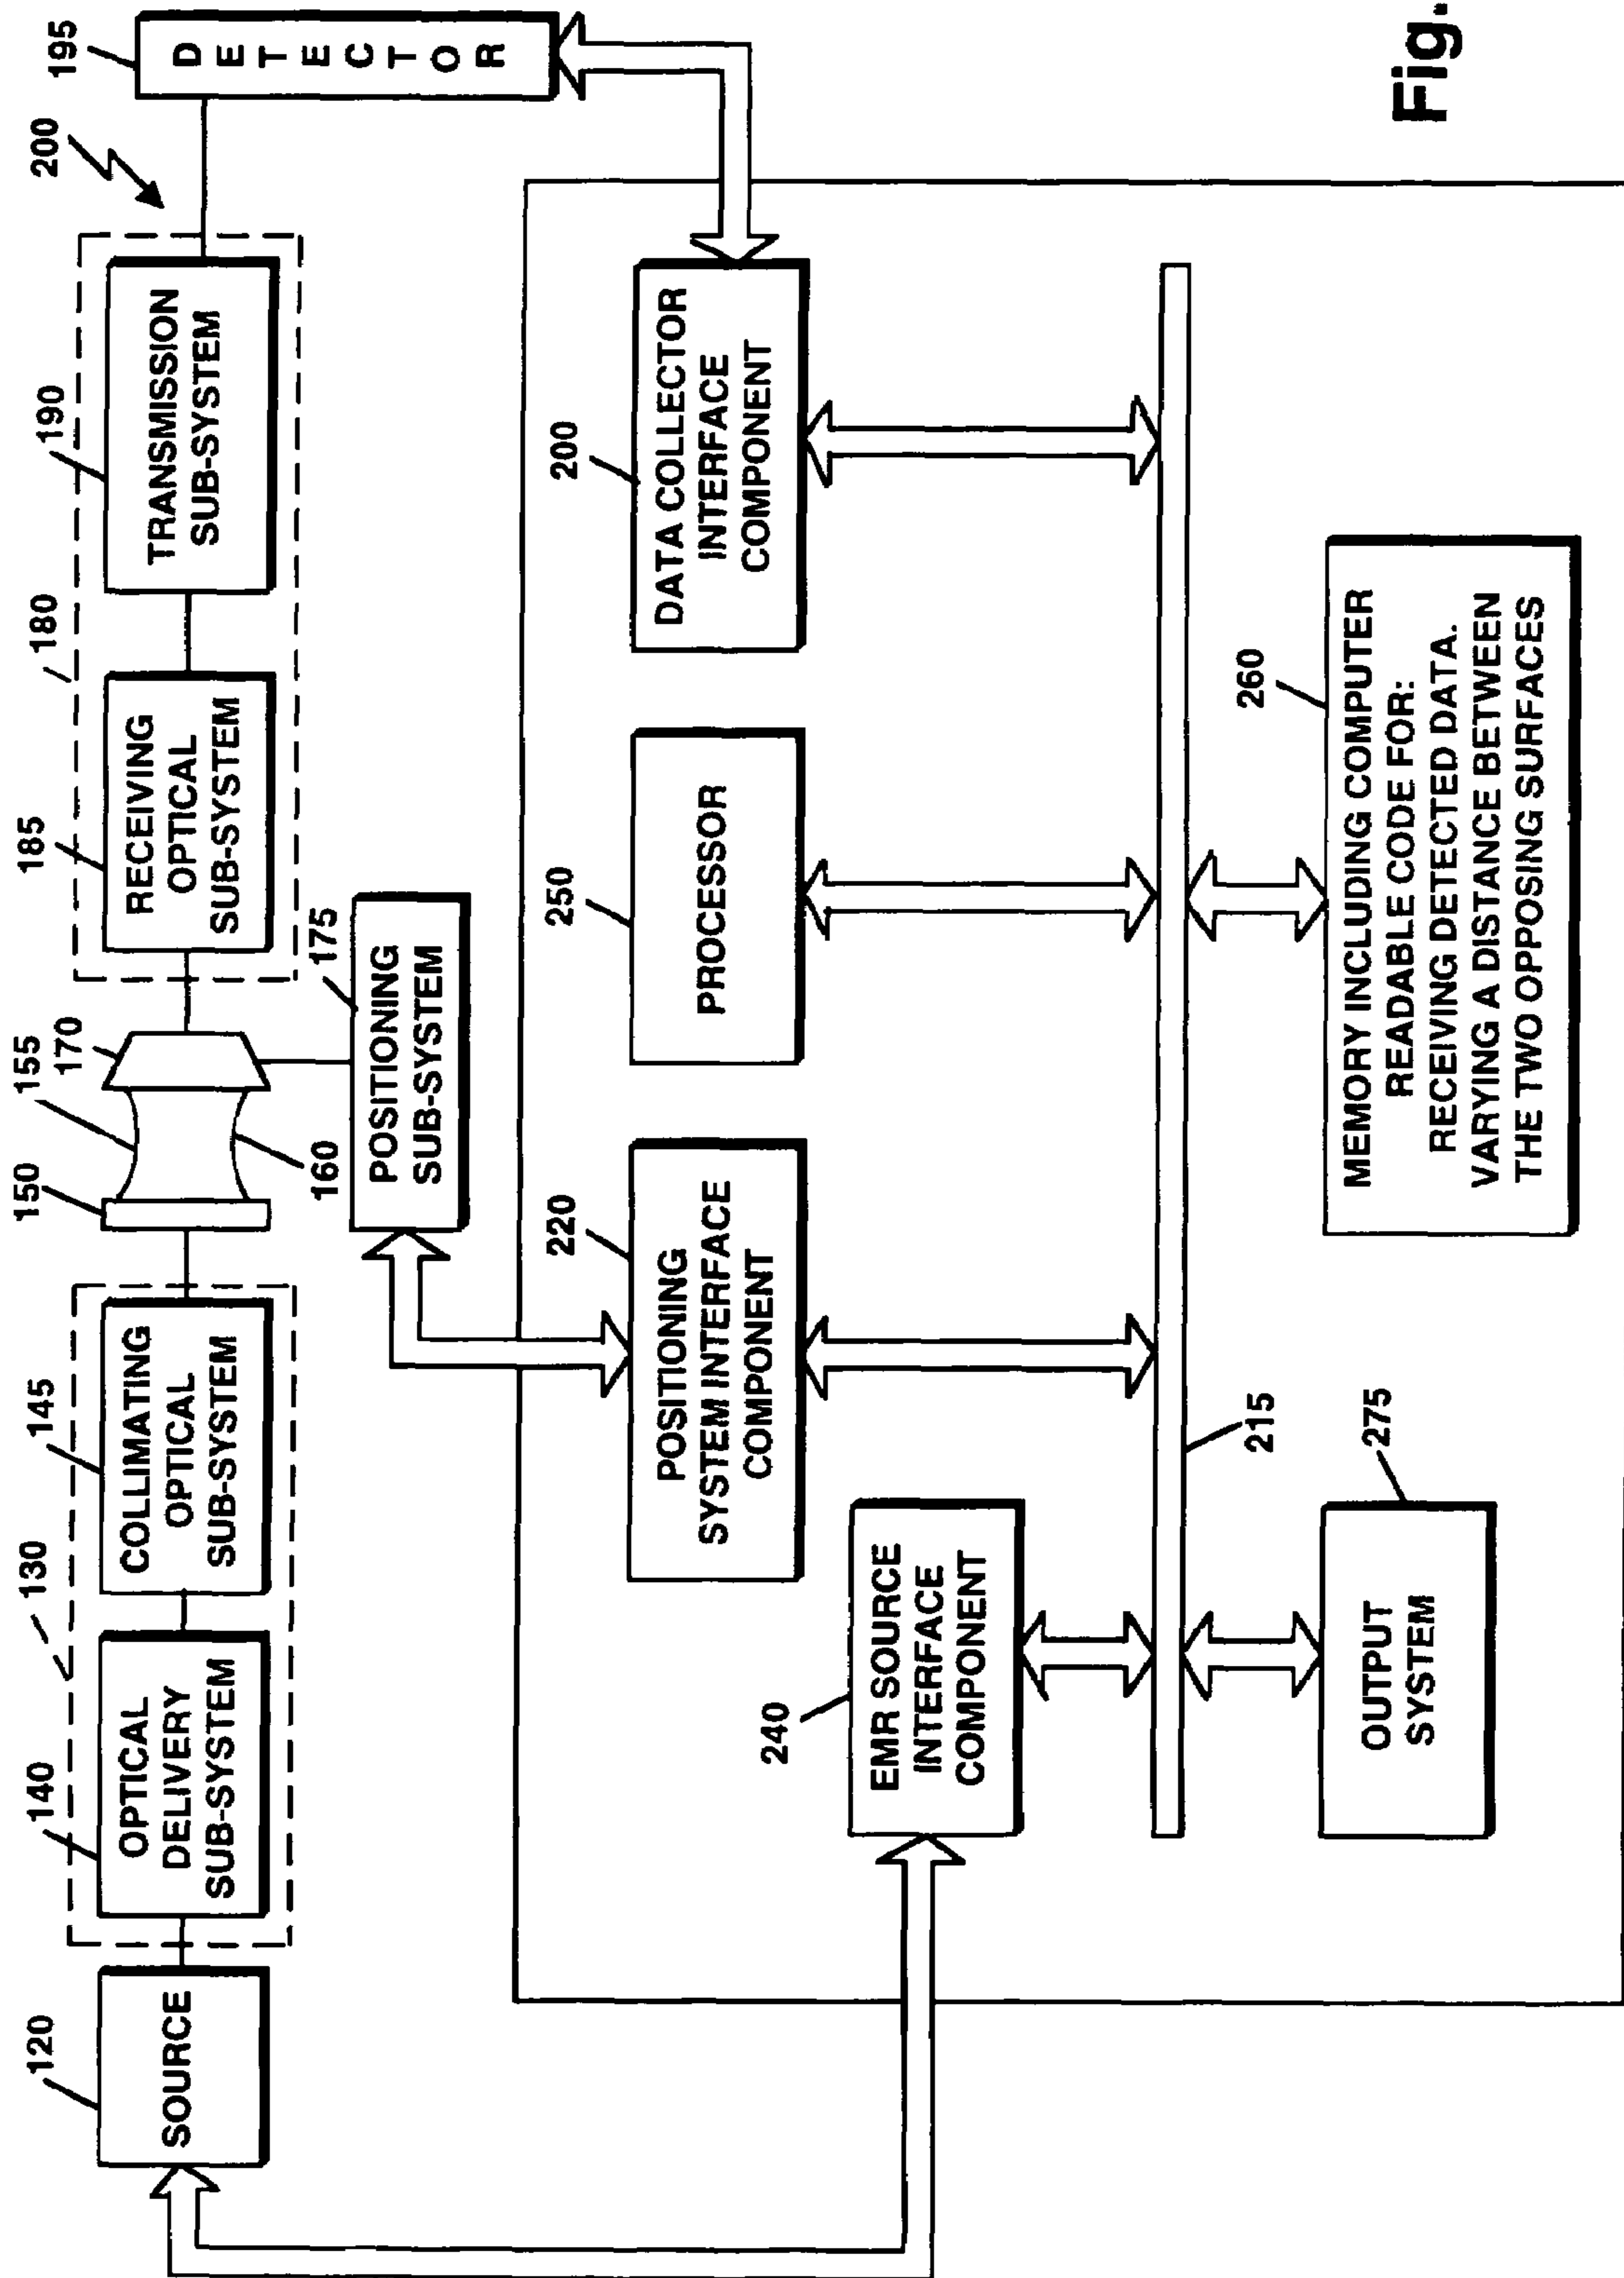 120
SOURCE
140
OPTICAL
DELIVERY
SUB-SYSTEM
130
145
COLLIMATING
OPTICAL
SUB-SYSTEM
150
155
160
170
175
POSITIONING
SUB-SYSTEM
185
RECEIVING
OPTICAL
SUB-SYSTEM
180
190
TRANSMISSION
SUB-SYSTEM
200
195
DETECTOR
240
EMR SOURCE
INTERFACE
COMPONENT
220
POSITIONING
SYSTEM INTERFACE
COMPONENT
250
PROCESSOR
200
DATA COLLECTOR
INTERFACE
COMPONENT
215
275
OUTPUT
SYSTEM
260
MEMORY INCLUDING COMPUTER
READABLE CODE FOR:
RECEIVING DETECTED DATA.
VARYING A DISTANCE BETWEEN
THE TWO OPPOSING SURFACES
Fig.